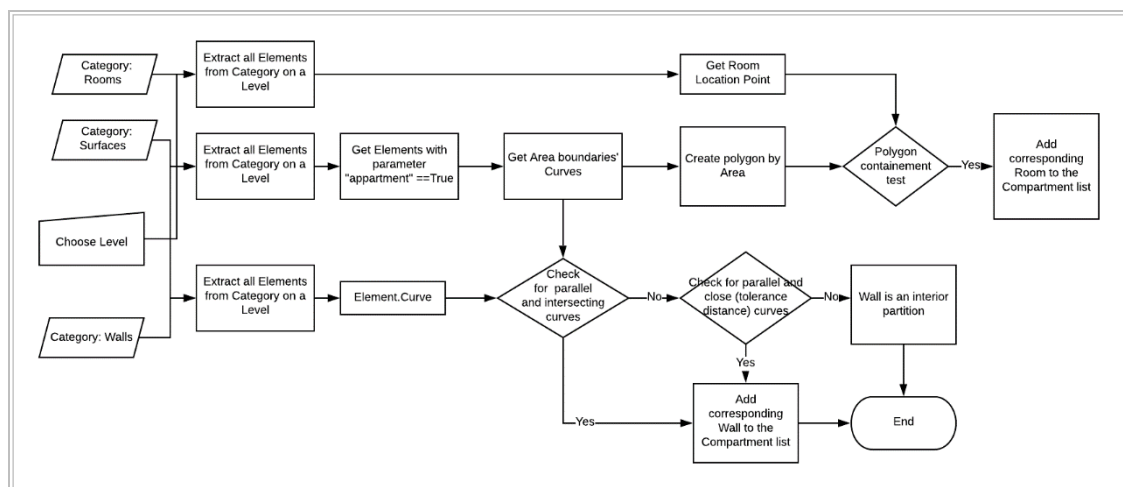 Category:
Rooms
Extract all Elements
from Category on a
Level
Get Room
Location Point
Category:
Surfaces
Extract all Elements
from Category on a
Level
Get Elements with
parameter
"appartment" ==True
Get Area boundaries'
Curves
Create polygon by
Area
Polygon
containement
test
Yes
Add
corresponding
Room to the
Compartment list
Choose Level
Category: Walls
Extract all Elements
from Category on a
Level
Element.Curve
Check
for parallel
and intersecting
curves
No
Check for parallel and
close (tolerance
distance) curves
No
Wall is an interior
partition
Yes
Yes
Add
corresponding
Wall to the
Compartment list
End